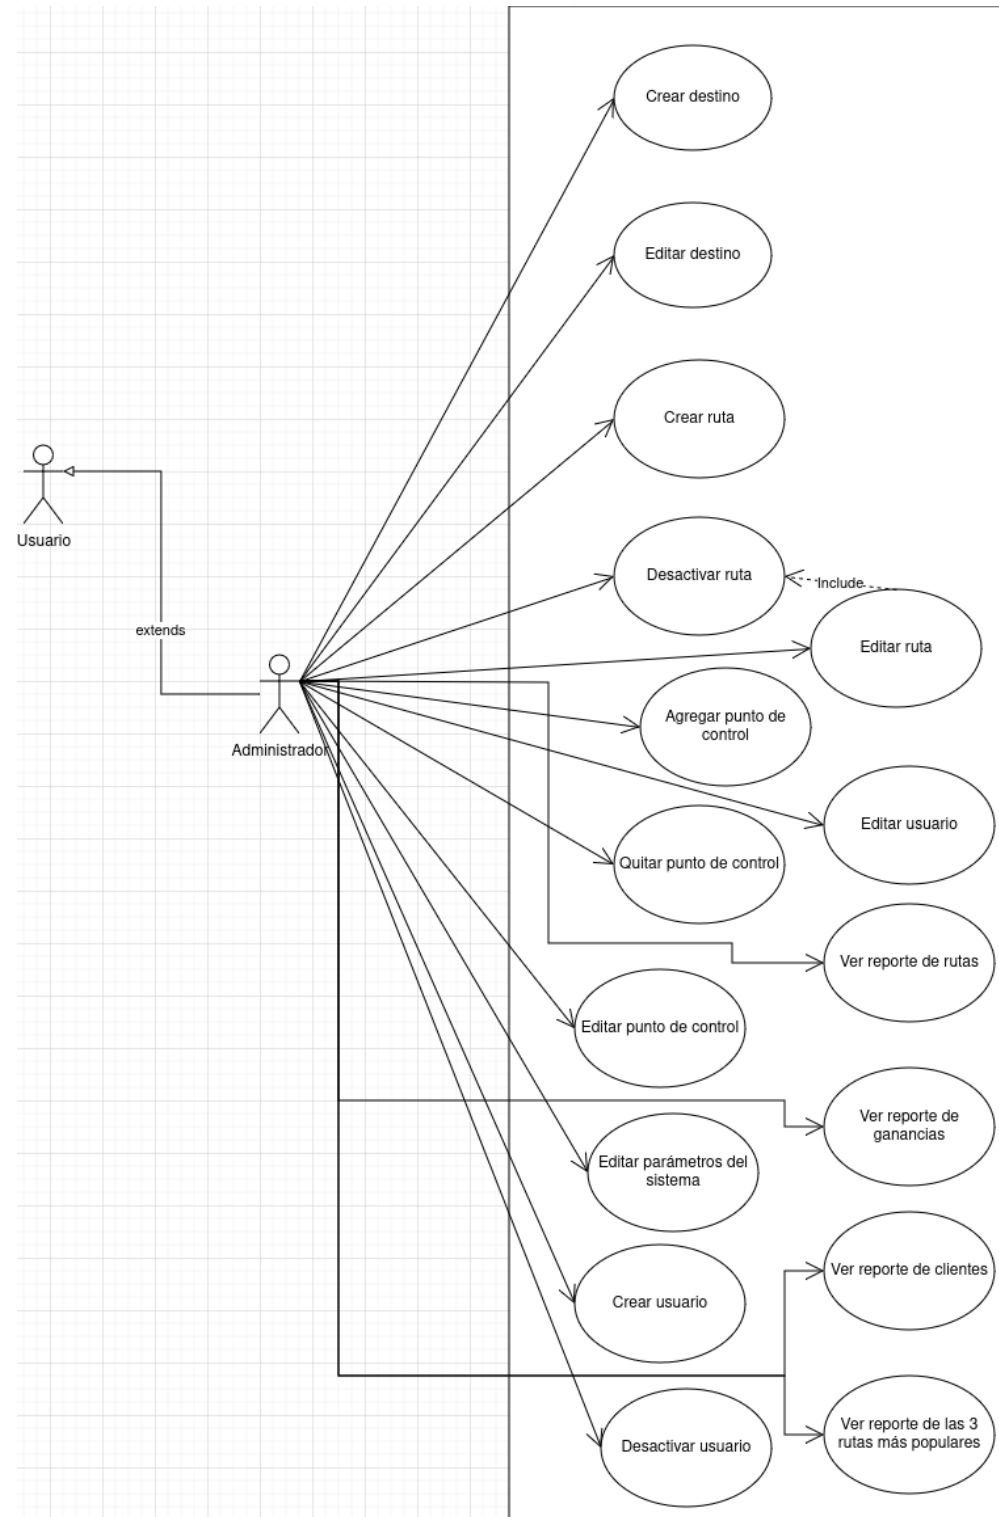 Crear destino
Editar destino
Crear ruta
Usuario
Desactivar ruta
Include
extends
Editar ruta
Administrador
Agregar punto de
control
Editar usuario
Quitar punto de control
Ver reporte de rutas
Editar punto de control
Ver reporte de
ganancias
Editar parámetros del
sistema
Ver reporte de clientes
Crear usuario
Ver reporte de las 3
rutas más populares
Desactivar usuario